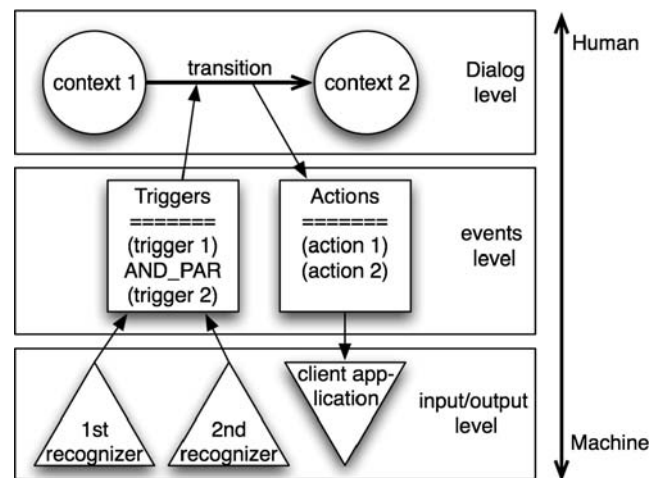 Human
transition
context 1
context 2
Dialog
level
Triggers
=======
(trigger 1)
AND_PAR
(trigger 2)
Actions
=======
(action 1)
(action 2)
events
level
1st
recognizer
2nd
recognizer
client app-
lication
input/output
level
Machine